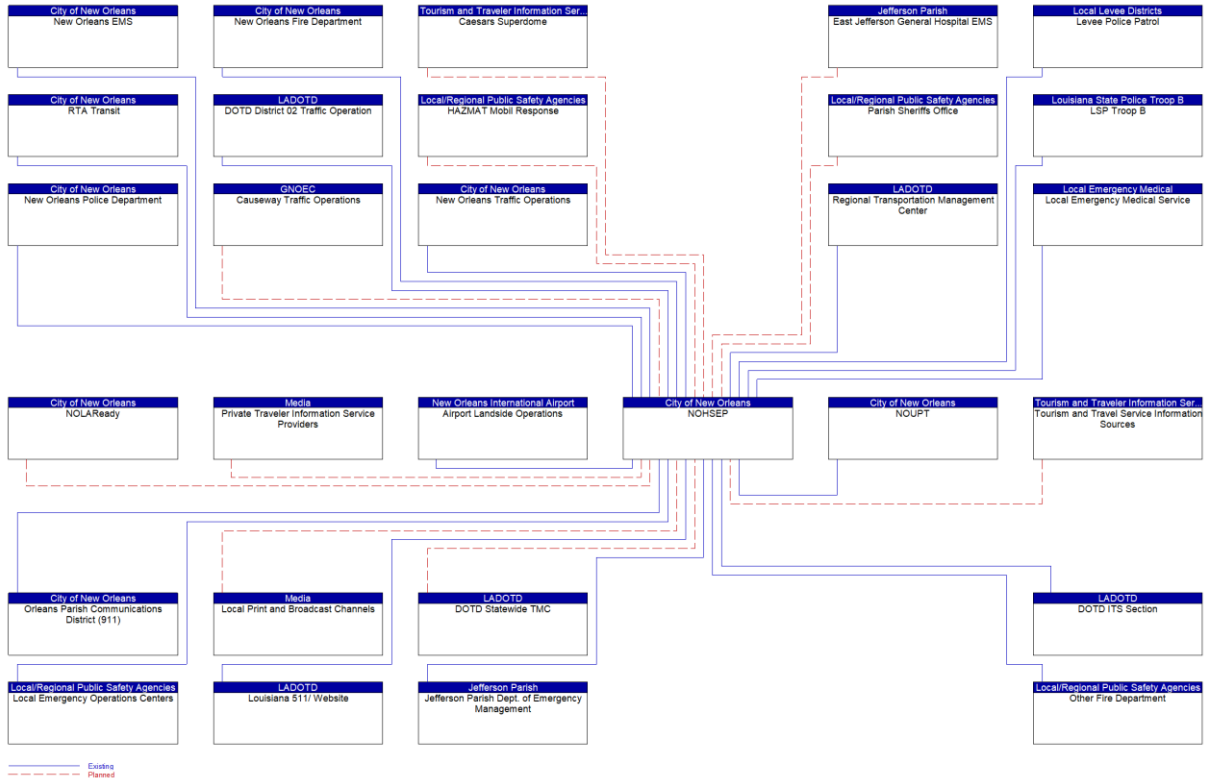 City of New Orleans
New Orleans EMS
City of New Orleans
New Orleans Fire Department
Tourism and Traveler Information Ser...
Caesars Superdome
Jefferson Parish
East Jefferson General Hospital EMS
Local Levee Districts
Levee Police Patrol
City of New Orleans
RTA Transit
LADOTD
DOTD District 02 Traffic Operation
Local/Regional Public Safety Agencies
HAZMAT Mobil Response
Local/Regional Public Safety Agencies
Parish Sheriffs Office
Louisiana State Police Troop B
LSP Troop B
City of New Orleans
New Orleans Police Department
GNOEC
Causeway Traffic Operations
City of New Orleans
New Orleans Traffic Operations
LADOTD
Regional Transportation Management
Center
Local Emergency Medical
Local Emergency Medical Service
City of New Orleans
NOLAReady
Media
Private Traveler Information Service
Providers
New Orleans International Airport
Airport Landside Operations
City of New Orleans
NOHSEP
City of New Orleans
NOUPT
Tourism and Traveler Information Ser...
Tourism and Travel Service Information
Sources
City of New Orleans
Orleans Parish Communications
District (911)
Media
Local Print and Broadcast Channels
LADOTD
DOTD Statewide TMC
LADOTD
DOTD ITS Section
Local/Regional Public Safety Agencies
Local Emergency Operations Centers
LADOTD
Louisiana 511/ Website
Jefferson Parish
Jefferson Parish Dept. of Emergency
Management
Local/Regional Public Safety Agencies
Other Fire Department
Existing
Planned